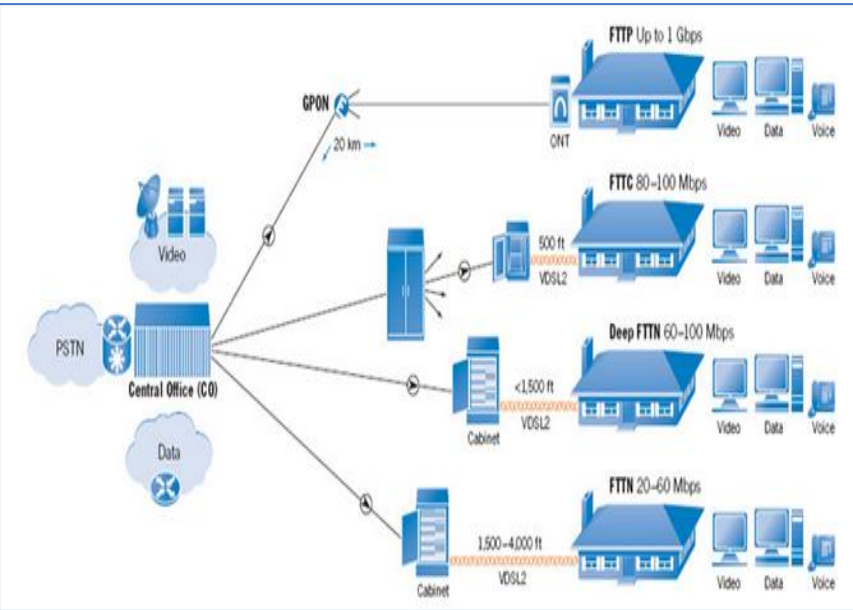 FTTP Up to 1 Gbps
GPON
20 km
ONT
Video
Data
Voice
FTTC 80–100 Mbps
500 ft
VDSL2
Video
Data
Voice
Video
PSTN
Central Office (CO)
Data
Deep FTTN 60–100 Mbps
<1,500 ft
VDSL2
Cabinet
Video
Data
Voice
FTTN 20–60 Mbps
1,500–4,000 ft
VDSL2
Cabinet
Video
Data
Voice